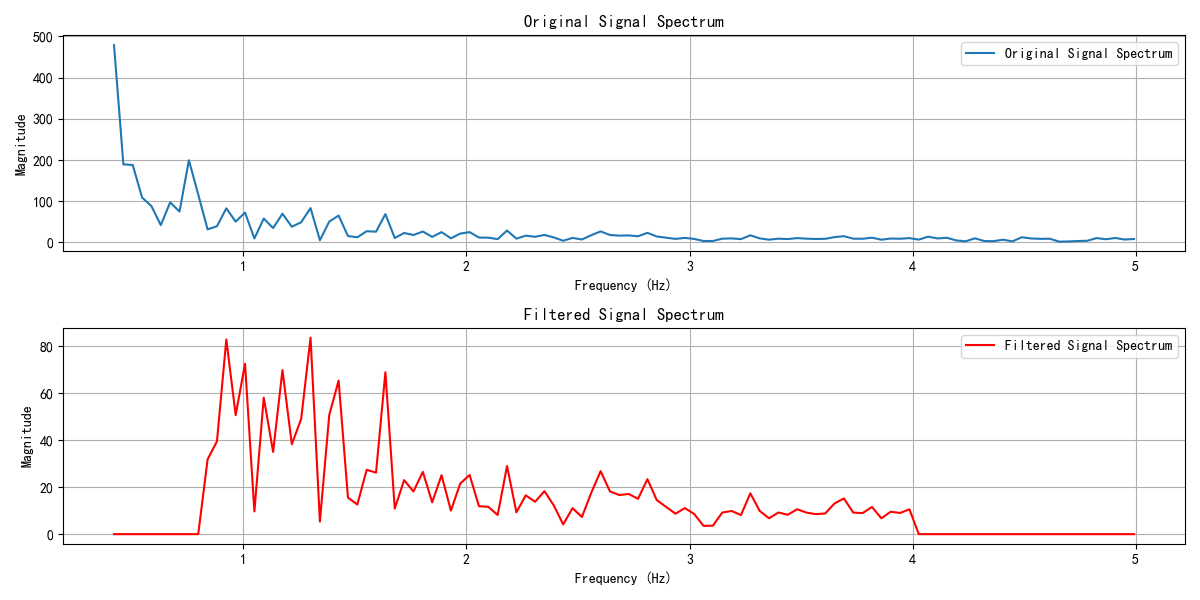 Original Signal Spectrum
500
400
300
200
100
0
Magnitude
Original Signal Spectrum
1
2
3
4
5
Frequency (Hz)
Filtered Signal Spectrum
80
60
40
20
0
Magnitude
Filtered Signal Spectrum
1
2
3
4
5
Frequency (Hz)